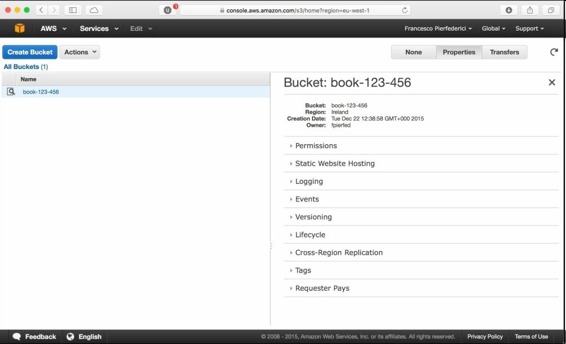 console.aws.amazon.com/s3/home?region=eu-west-1
AWS Services Edit Francesco Pierfederici Global Support
Create Bucket Actions None Properties Transfers
All Buckets (1)
Name
book-123-456
Bucket: book-123-456
Bucket: book-123-456
Region: Ireland
Creation Date: Tue Dec 22 12:38:58 GMT+000 2015
Owner: fpierfed
Permissions
Static Website Hosting
Logging
Events
Versioning
Lifecycle
Cross-Region Replication
Tags
Requester Pays
Feedback English © 2008 - 2015, Amazon Web Services, Inc. or its affiliates. All rights reserved. Privacy Policy Terms of Use